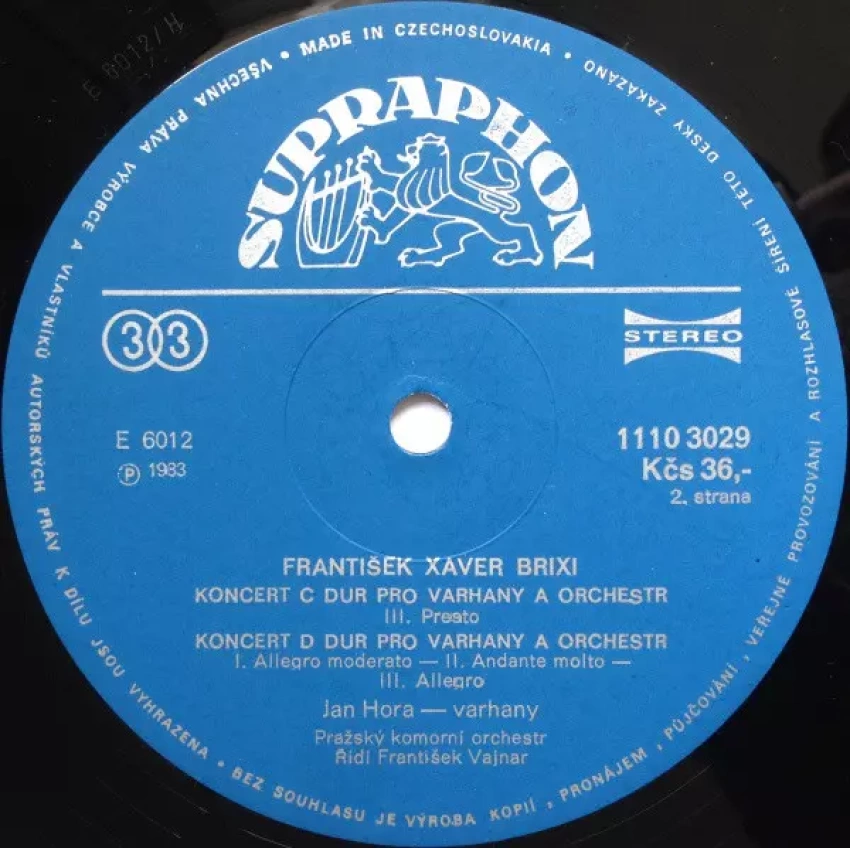 E 6012/H
MADE IN CZECHOSLOVAKIA • VŠECHNA PRÁVA VÝROBCE A VLASTNÍKŮ AUTORSKÝCH PRÁV K DÍLU JSOU VYHRAZENA • BEZ SOUHLASU JE VÝROBA KOPIÍ, PRONÁJEM, PŮJČOVÁNÍ, VEŘEJNÉ PROVOZOVÁNÍ A ROZHLASOVÉ ŠÍŘENÍ TÉTO DESKY ZAKÁZÁNO •
SUPRAPHON
33
STEREO
E 6012
℗ 1983
1110 3029
Kčs 36,-
2. strana
FRANTIŠEK XAVER BRIXI
KONCERT C DUR PRO VARHANY A ORCHESTR
III. Presto
KONCERT D DUR PRO VARHANY A ORCHESTR
I. Allegro moderato — II. Andante molto —
III. Allegro
Jan Hora — varhany
Pražský komorní orchestr
Řídí František Vajnar